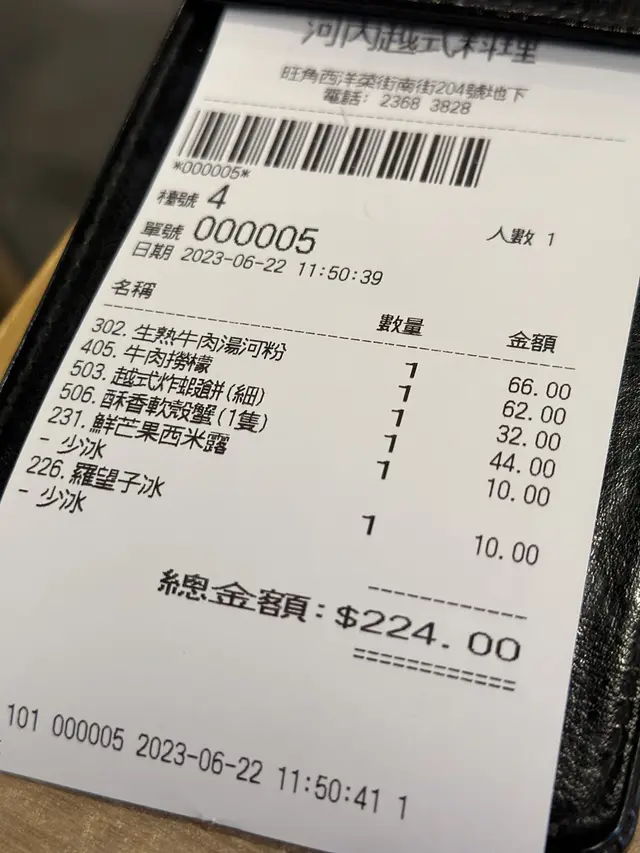 河內越式料理
旺角西洋菜街南街204號地下
電話: 2368 3828
*000005*
檯號 4
人數 1
單號 000005
日期 2023-06-22 11:50:39
名稱 數量 金額
302. 生熟牛肉湯河粉 1 66.00
405. 牛肉撈檬 1 62.00
503. 越式炸蝦餅(細) 1 32.00
506. 酥香軟殼蟹(1隻) 1 44.00
231. 鮮芒果西米露 1 10.00
- 少冰
226. 羅望子冰 1 10.00
- 少冰
總金額:$224.00
101 000005 2023-06-22 11:50:41 1